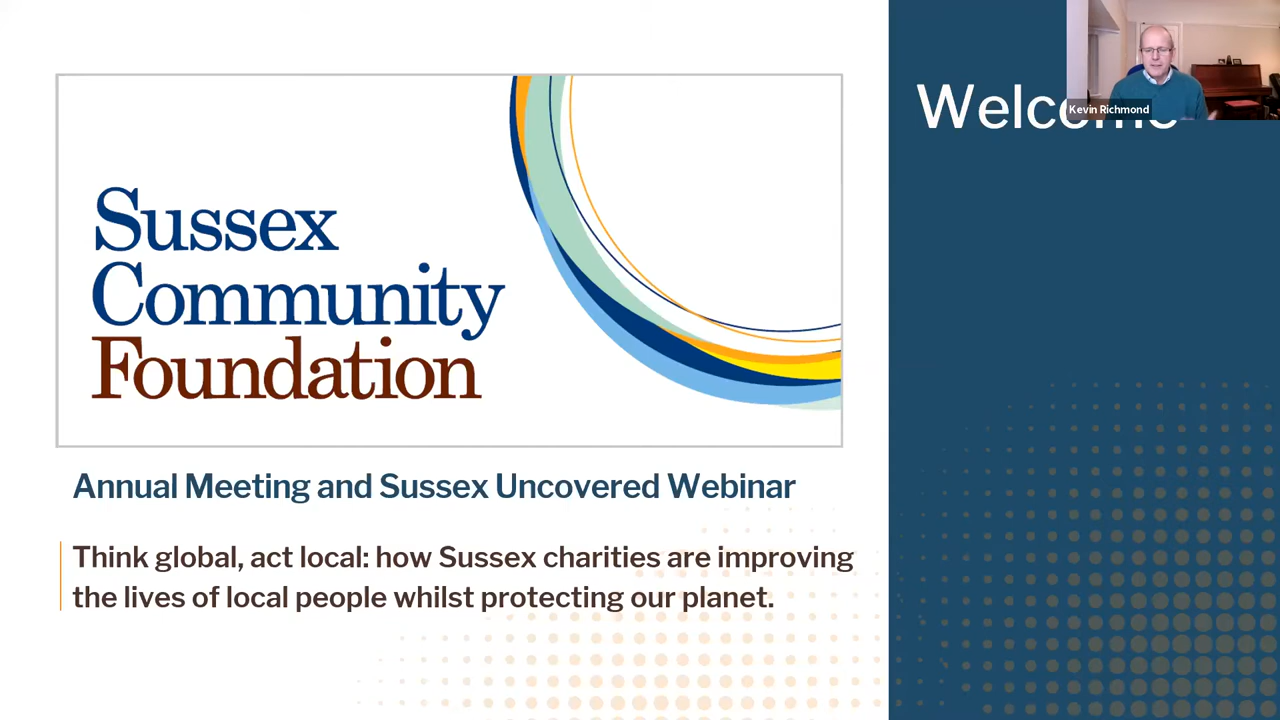 Sussex
Community
Foundation
Annual Meeting and Sussex Uncovered Webinar
Think global, act local: how Sussex charities are improving
the lives of local people whilst protecting our planet.
Welcome
Kevin Richmond